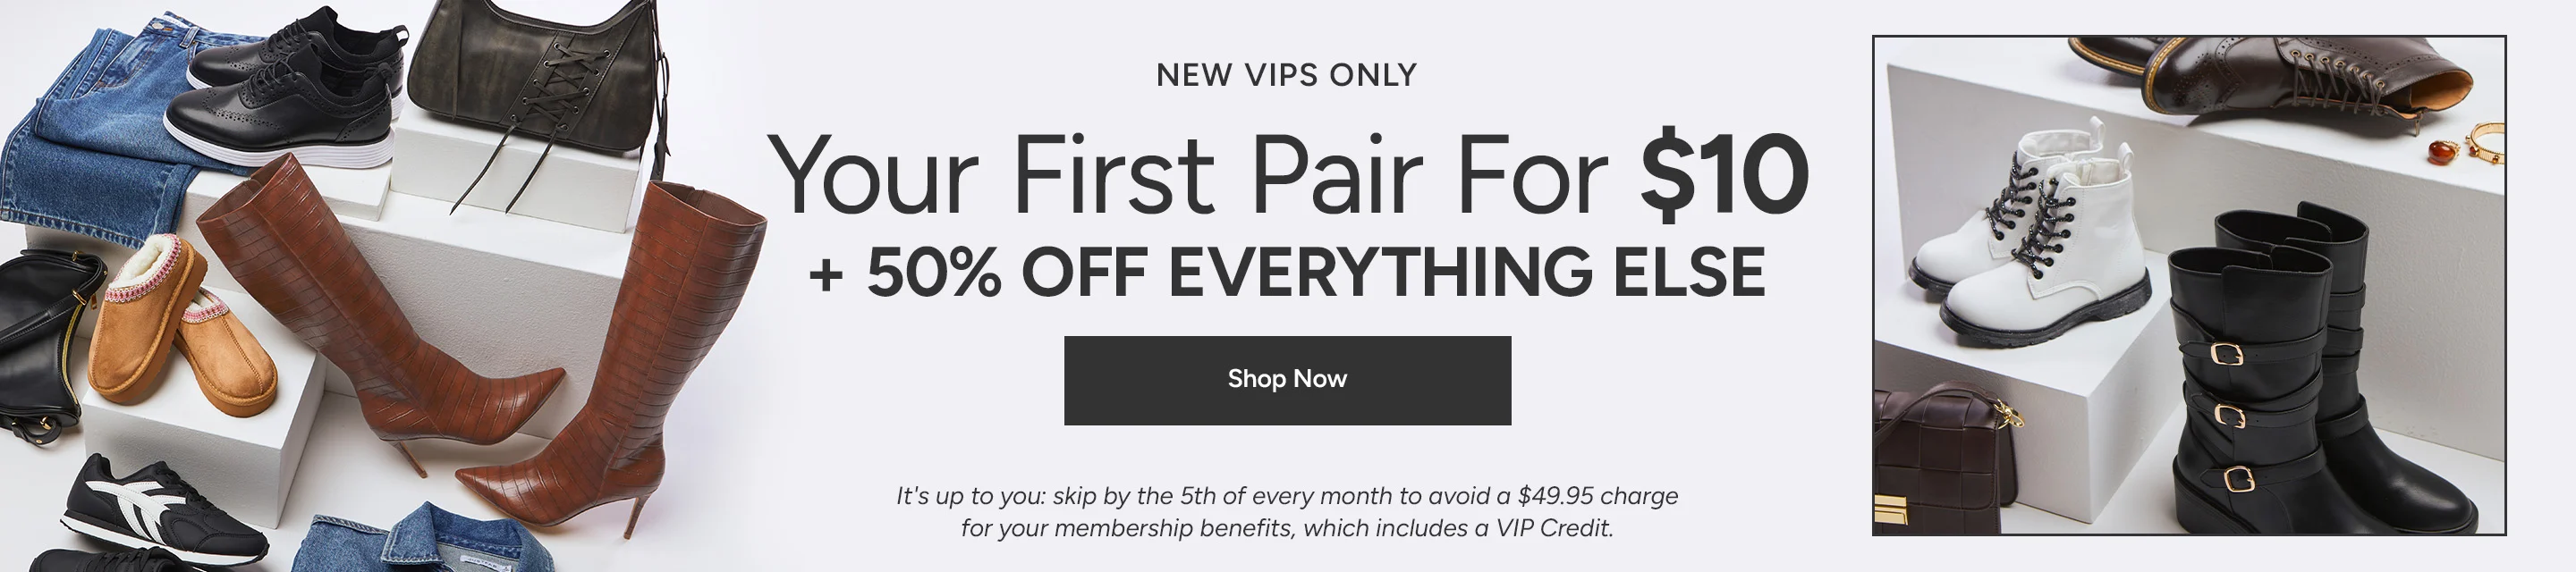 NEW VIPS ONLY
Your First Pair For $10
+ 50% OFF EVERYTHING ELSE
Shop Now
It's up to you: skip by the 5th of every month to avoid a $49.95 charge
for your membership benefits, which includes a VIP Credit.